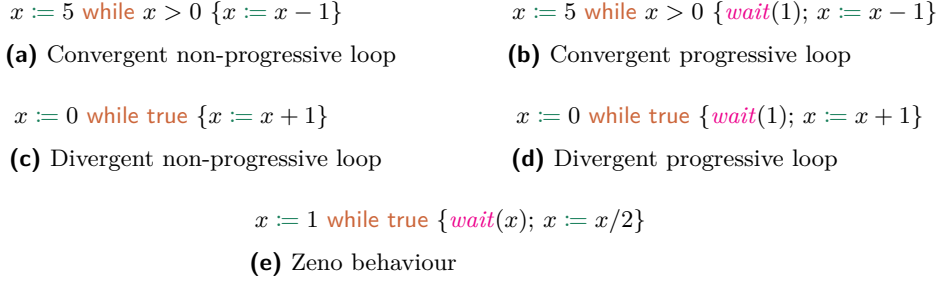 x := 5 while x > 0 {x := x − 1}
x := 5 while x > 0 {wait(1); x := x − 1}
(a) Convergent non-progressive loop
(b) Convergent progressive loop
x := 0 while true {x := x + 1}
x := 0 while true {wait(1); x := x + 1}
(c) Divergent non-progressive loop
(d) Divergent progressive loop
x := 1 while true {wait(x); x := x/2}
(e) Zeno behaviour